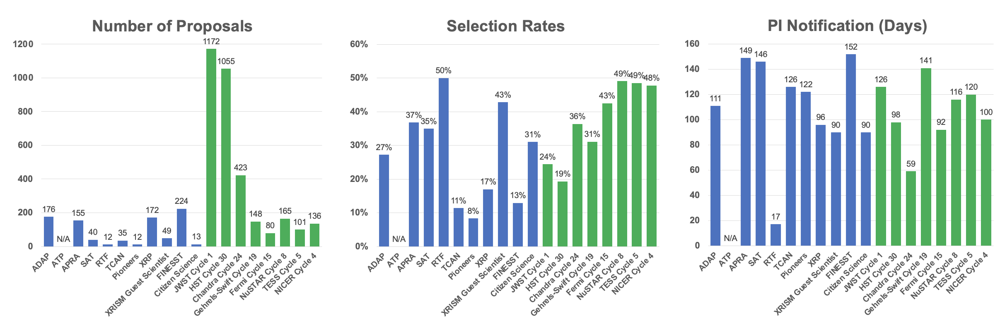 Number of Proposals
1200
1000
800
600
400
200
0
176
N/A
155
40
12
35
12
172
49
224
13
1172
1055
423
148
80
165
101
136
ADAP
ATP
APRA
SAT
RTF
TCAN
Pioneers
XRP
XRISM Guest Scientist
FINESST
Citizen Science
JWST Cycle 1
HST Cycle 30
Chandra Cycle 24
Gehrels-Swift Cycle 19
Fermi Cycle 15
NuSTAR Cycle 8
TESS Cycle 5
NICER Cycle 4
Selection Rates
60%
50%
40%
30%
20%
10%
0%
27%
N/A
37%
35%
50%
11%
8%
17%
43%
13%
31%
24%
19%
36%
31%
43%
49%
49%
48%
ADAP
ATP
APRA
SAT
RTF
TCAN
Pioneers
XRP
XRISM Guest Scientist
FINESST
Citizen Science
JWST Cycle 1
HST Cycle 30
Chandra Cycle 24
Gehrels-Swift Cycle 19
Fermi Cycle 15
NuSTAR Cycle 8
TESS Cycle 5
NICER Cycle 4
PI Notification (Days)
160
140
120
100
80
60
40
20
0
111
N/A
149
146
17
126
122
96
90
152
90
126
98
59
141
92
116
120
100
ADAP
ATP
APRA
SAT
RTF
TCAN
Pioneers
XRP
XRISM Guest Scientist
FINESST
Citizen Science
JWST Cycle 1
HST Cycle 30
Chandra Cycle 24
Gehrels-Swift Cycle 19
Fermi Cycle 15
NuSTAR Cycle 8
TESS Cycle 5
NICER Cycle 4